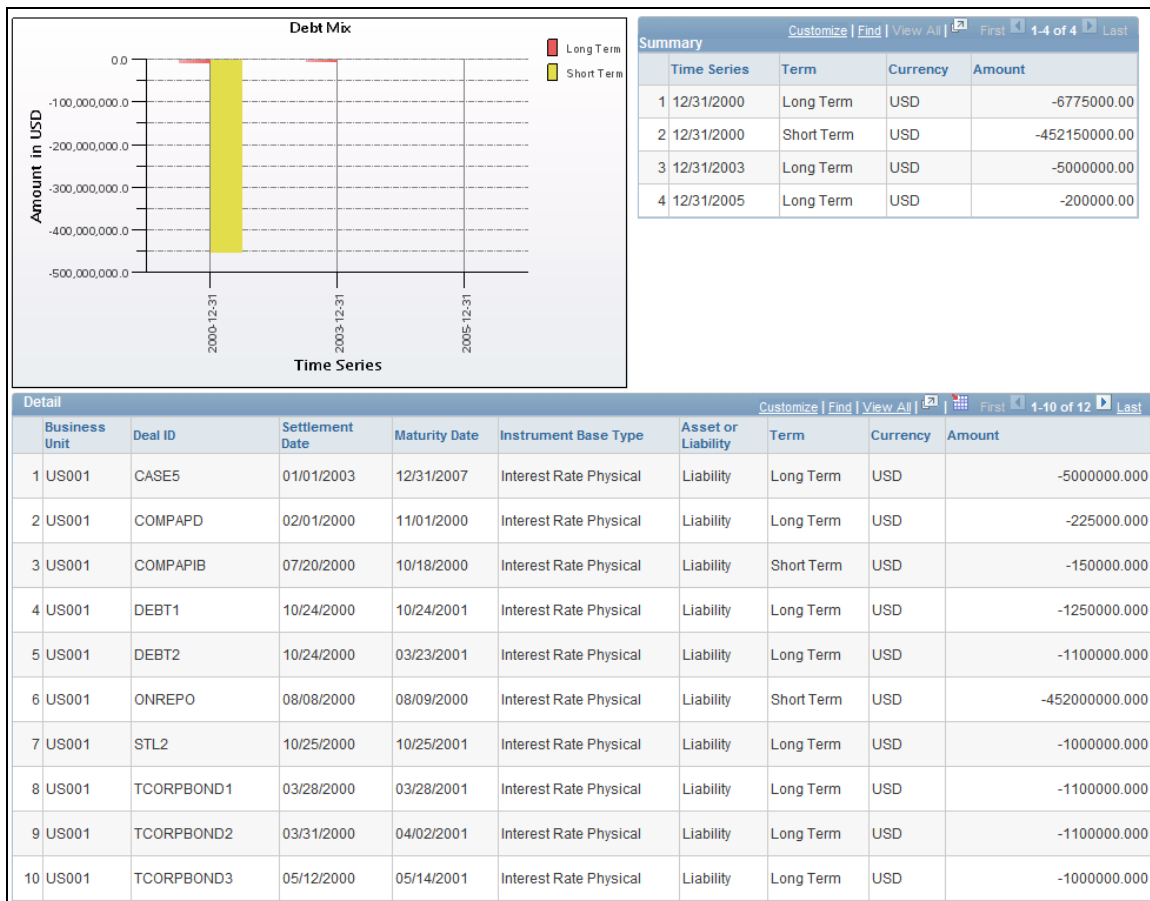 Debt Mix
Long Term
Short Term
0.0
-100,000,000.0
-200,000,000.0
-300,000,000.0
-400,000,000.0
-500,000,000.0
Amount in USD
2000-12-31
2003-12-31
2005-12-31
Time Series
Customize | Find | View All | First 1-4 of 4 Last
Summary
Time Series Term Currency Amount
1 12/31/2000 Long Term USD -6775000.00
2 12/31/2000 Short Term USD -452150000.00
3 12/31/2003 Long Term USD -5000000.00
4 12/31/2005 Long Term USD -200000.00
Detail Customize | Find | View All | | First 1-10 of 12 Last
Business Unit Deal ID Settlement Date Maturity Date Instrument Base Type Asset or Liability Term Currency Amount
1 US001 CASE5 01/01/2003 12/31/2007 Interest Rate Physical Liability Long Term USD -5000000.000
2 US001 COMPAPD 02/01/2000 11/01/2000 Interest Rate Physical Liability Long Term USD -225000.000
3 US001 COMPAPIB 07/20/2000 10/18/2000 Interest Rate Physical Liability Short Term USD -150000.000
4 US001 DEBT1 10/24/2000 10/24/2001 Interest Rate Physical Liability Long Term USD -1250000.000
5 US001 DEBT2 10/24/2000 03/23/2001 Interest Rate Physical Liability Long Term USD -1100000.000
6 US001 ONREPO 08/08/2000 08/09/2000 Interest Rate Physical Liability Short Term USD -452000000.000
7 US001 STL2 10/25/2000 10/25/2001 Interest Rate Physical Liability Long Term USD -1000000.000
8 US001 TCORPBOND1 03/28/2000 03/28/2001 Interest Rate Physical Liability Long Term USD -1100000.000
9 US001 TCORPBOND2 03/31/2000 04/02/2001 Interest Rate Physical Liability Long Term USD -1100000.000
10 US001 TCORPBOND3 05/12/2000 05/14/2001 Interest Rate Physical Liability Long Term USD -1000000.000